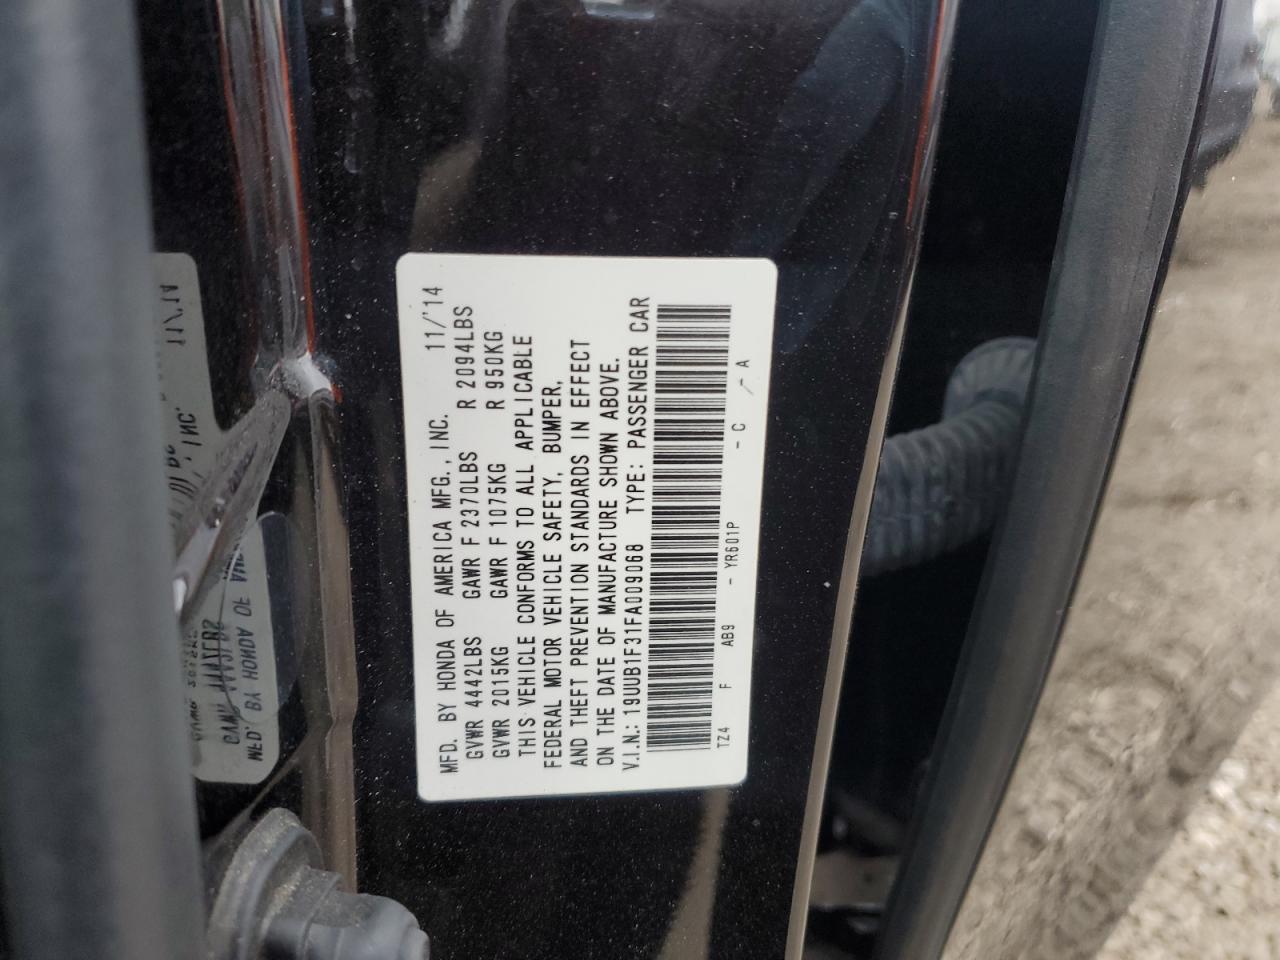 MFD. BY HONDA OF AMERICA MFG., INC. 11/'14
GVWR 4442LBS GAWR F 2370LBS R 2094LBS
GVWR 2015KG GAWR F 1075KG R 950KG
THIS VEHICLE CONFORMS TO ALL APPLICABLE
FEDERAL MOTOR VEHICLE SAFETY, BUMPER,
AND THEFT PREVENTION STANDARDS IN EFFECT
ON THE DATE OF MANUFACTURE SHOWN ABOVE.
V.I.N.: 19UUB1F31FA009068 TYPE: PASSENGER CAR
TZ4 F AB9 - YR601P - C / A